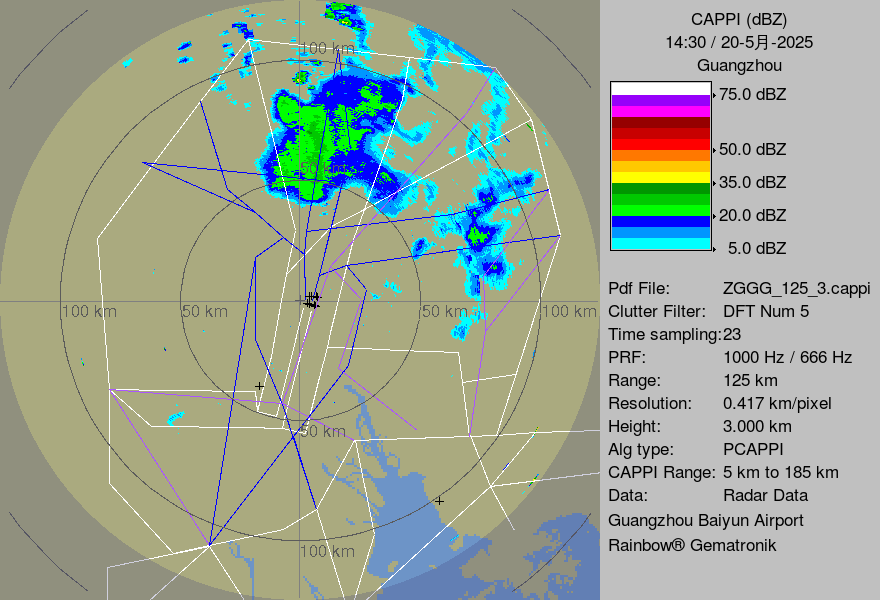 CAPPI (dBZ)
14:30 / 20-5月-2025
Guangzhou
75.0 dBZ
50.0 dBZ
35.0 dBZ
20.0 dBZ
5.0 dBZ
Pdf File: ZGGG_125_3.cappi
Clutter Filter: DFT Num 5
Time sampling:23
PRF: 1000 Hz / 666 Hz
Range: 125 km
Resolution: 0.417 km/pixel
Height: 3.000 km
Alg type: PCAPPI
CAPPI Range: 5 km to 185 km
Data: Radar Data
Guangzhou Baiyun Airport
Rainbow® Gematronik
100 km
50 km
100 km
50 km
50 km
100 km
50 km
100 km